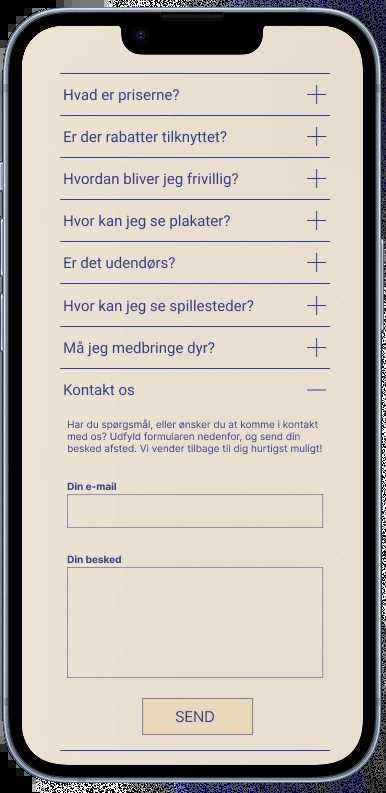 Hvad er priserne?
Er der rabatter tilknyttet?
Hvordan bliver jeg frivillig?
Hvor kan jeg se plakater?
Er det udendørs?
Hvor kan jeg se spillesteder?
Må jeg medbringe dyr?
Kontakt os
Har du spørgsmål, eller ønsker du at komme i kontakt
med os? Udfyld formularen nedenfor, og send din
besked afsted. Vi vender tilbage til dig hurtigst muligt!
Din e-mail
Din besked
SEND